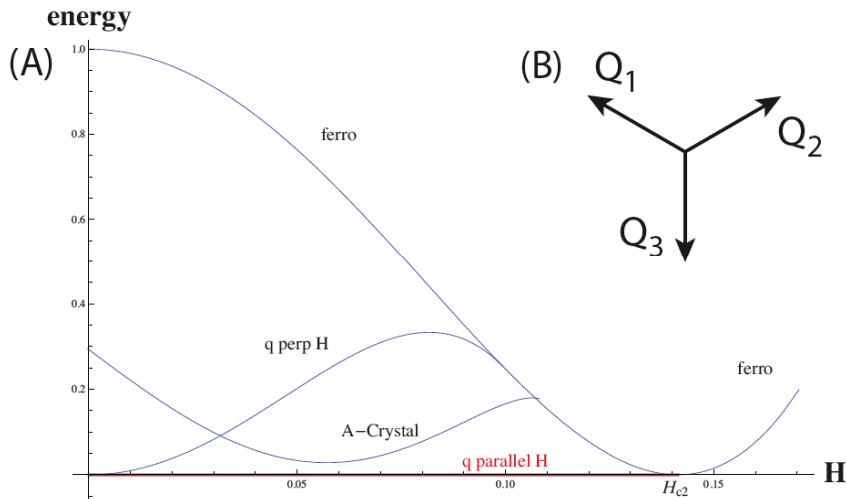 energy
(A)
(B)
Q1
Q2
Q3
1.0
0.8
0.6
0.4
0.2
ferro
q perp H
A-Crystal
q parallel H
ferro
H
0.05
0.10
0.15
Hc2